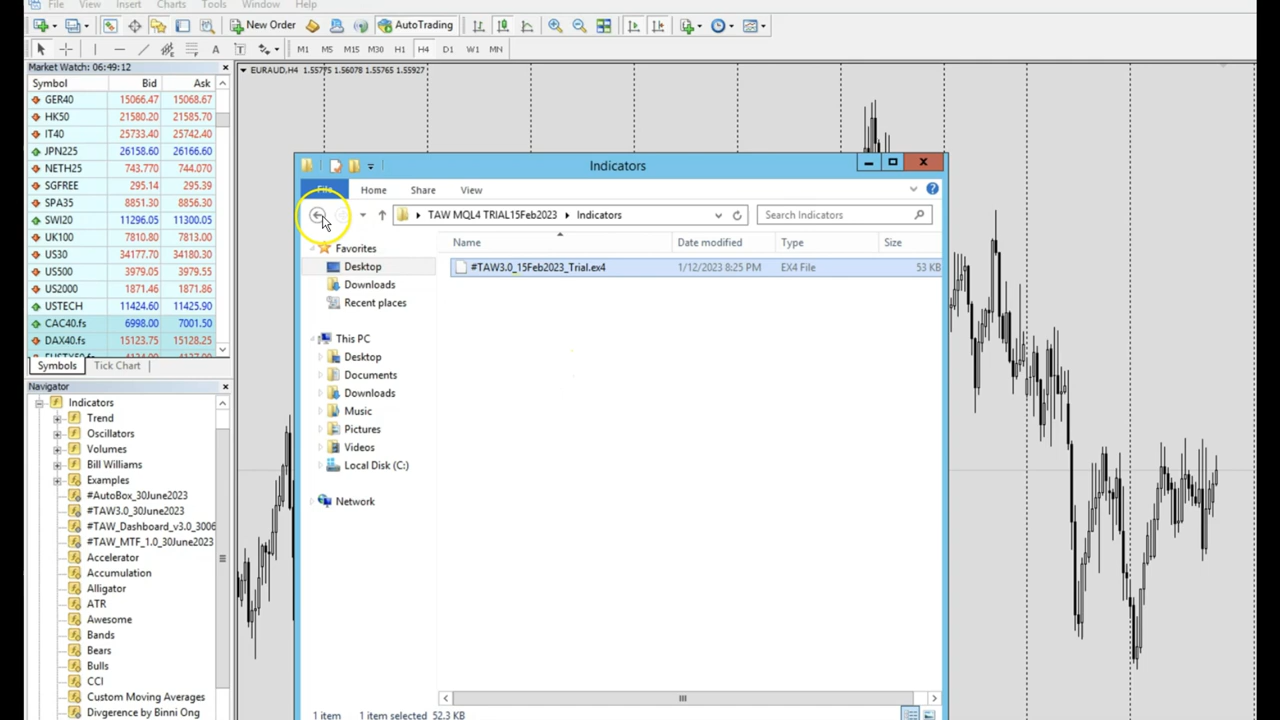 File View Insert Charts Tools Window Help
New Order AutoTrading
M1 M5 M15 M30 H1 H4 D1 W1 MN
Market Watch: 06:49:12
Symbol Bid Ask
GER40 15066.47 15068.67
HK50 21580.20 21585.70
IT40 25733.40 25742.40
JPN225 26158.60 26166.60
NETH25 743.770 744.070
SGFREE 295.14 295.39
SPA35 8851.30 8856.30
SWI20 11296.05 11300.05
UK100 7810.80 7813.00
US30 34177.70 34180.30
US500 3979.05 3979.55
US2000 1871.46 1871.86
USTECH 11424.60 11425.90
CAC40.fs 6998.00 7001.50
DAX40.fs 15123.75 15128.25
Symbols Tick Chart
Navigator
Indicators
Trend
Oscillators
Volumes
Bill Williams
Examples
#AutoBox_30June2023
#TAW3.0_30June2023
#TAW_Dashboard_v3.0_3006
#TAW_MTF_1.0_30June2023
Accelerator
Accumulation
Alligator
ATR
Awesome
Bands
Bears
Bulls
CCI
Custom Moving Averages
Divgerence by Binni Ong
EURAUD,H4 1.55775 1.56078 1.55765 1.55927
Indicators
File Home Share View
TAW MQL4 TRIAL15Feb2023 Indicators
Search Indicators
Favorites
Desktop
Downloads
Recent places
This PC
Desktop
Documents
Downloads
Music
Pictures
Videos
Local Disk (C:)
Network
Name Date modified Type Size
#TAW3.0_15Feb2023_Trial.ex4 1/12/2023 8:25 PM EX4 File 53 KB
1 item 1 item selected 52.3 KB